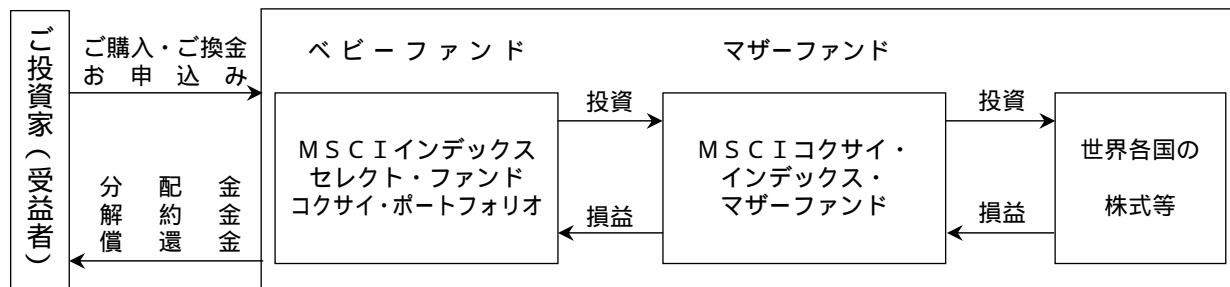 ご投資家(受益者)
ご購入・ご換金
お申込み
分配金
解約金
償還金
ベビーファンド
MSCIインデックス
セレクト・ファンド
コクサイ・ポートフォリオ
投資
損益
マザーファンド
MSCIコクサイ・
インデックス・
マザーファンド
投資
損益
世界各国の
株式等